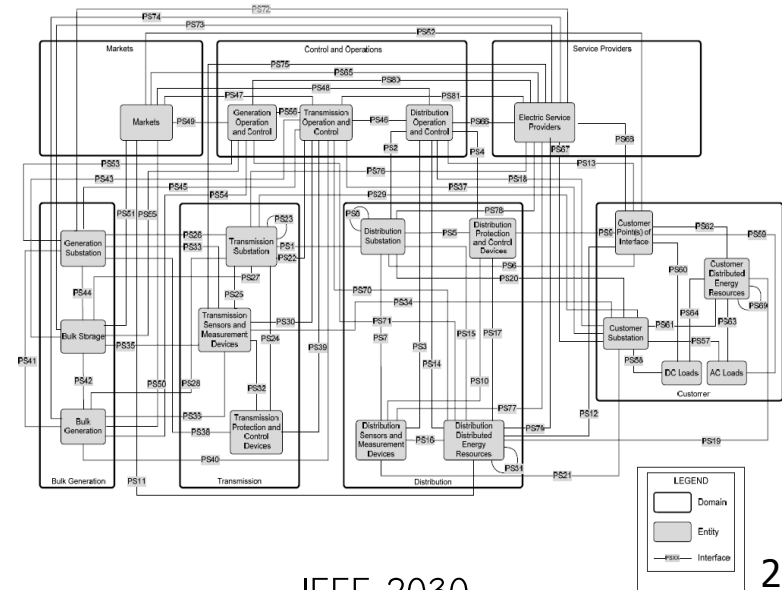 PS72
PS74
PS73
PS52
Markets
Control and Operations
Service Providers
PS75
PS65
PS80
PS48
PS47
PS81
Markets
PS49
Generation
Operation
and Control
PS56
Transmission
Operation and
Control
PS46
Distribution
Operation
and Control
PS66
Electric Service
Providers
PS68
PS67
PS2
PS4
PS53
PS13
PS43
PS76
PS18
PS45
PS37
PS54
PS29
PS51
PS55
PS78
PS26
PS23
PS8
PS33
PS1
PS22
PS5
PS9
PS62
PS59
Generation
Substation
Transmission
Substation
Distribution
Substation
Distribution
Protection
and Control
Devices
Customer
Point(s) of
Interface
PS6
PS60
Customer
Distributed
Energy
Resources
PS27
PS20
PS44
PS25
PS70
PS34
PS69
PS64
Bulk Storage
Transmission
Sensors and
Measurement
Devices
PS30
PS71
PS15
PS17
Customer
Substation
PS61
PS63
PS24
PS7
PS57
PS35
PS39
PS3
PS41
PS14
PS58
DC Loads
AC Loads
PS42
PS50
PS28
PS32
PS10
Customer
PS77
PS12
Bulk
Generation
Transmission
Protection and
Control
Devices
Distribution
Sensors and
Measurement
Devices
PS16
Distribution
Distributed
Energy
Resources
PS38
PS19
PS40
PS31
PS11
PS21
Bulk Generation
Transmission
Distribution
LEGEND
Domain
Entity
PSXX
Interface
2
IEEE 2030